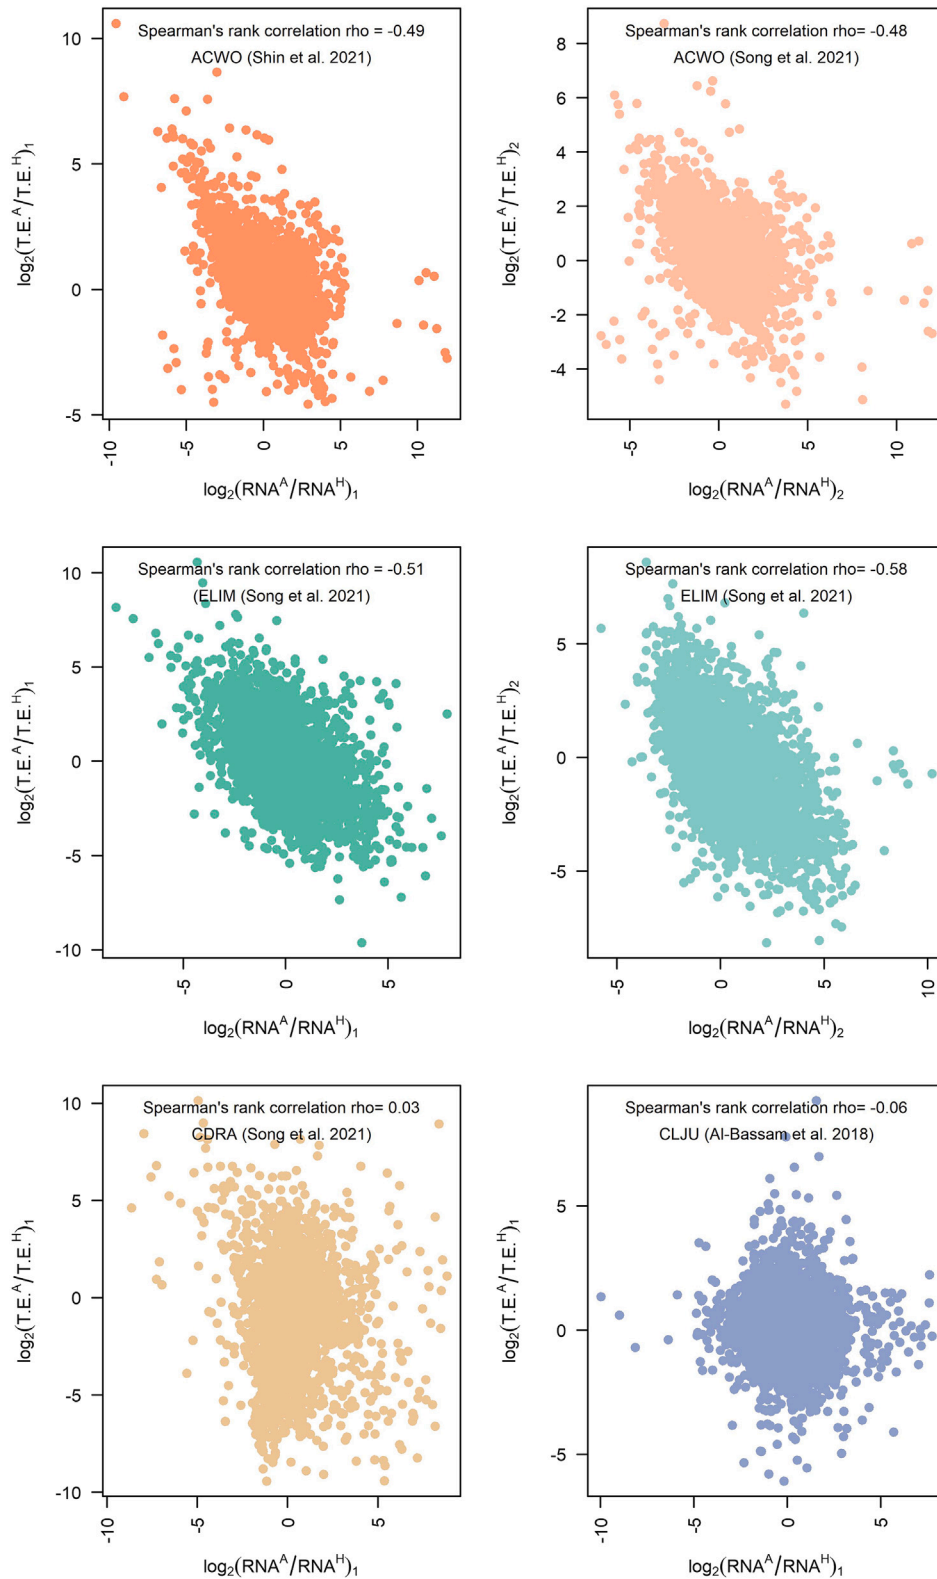 Spearman's rank correlation rho = -0.49
ACWO (Shin et al. 2021)
10
5
0
-5
log₂(T.E.ᴬ/T.E.ᴴ)₁
-10
-5
0
5
10
log₂(RNAᴬ/RNAᴴ)₁
Spearman's rank correlation rho= -0.48
ACWO (Song et al. 2021)
8
6
4
2
0
-2
-4
log₂(T.E.ᴬ/T.E.ᴴ)₂
-5
0
5
10
log₂(RNAᴬ/RNAᴴ)₂
Spearman's rank correlation rho = -0.51
(ELIM (Song et al. 2021)
10
5
0
-5
-10
log₂(T.E.ᴬ/T.E.ᴴ)₁
-5
0
5
log₂(RNAᴬ/RNAᴴ)₁
Spearman's rank correlation rho= -0.58
ELIM (Song et al. 2021)
5
0
-5
log₂(T.E.ᴬ/T.E.ᴴ)₂
-5
0
5
10
log₂(RNAᴬ/RNAᴴ)₂
Spearman's rank correlation rho= 0.03
CDRA (Song et al. 2021)
10
5
0
-5
-10
log₂(T.E.ᴬ/T.E.ᴴ)₁
-10
-5
0
5
log₂(RNAᴬ/RNAᴴ)₁
Spearman's rank correlation rho= -0.06
CLJU (Al-Bassam et al. 2018)
5
0
-5
log₂(T.E.ᴬ/T.E.ᴴ)₁
-10
-5
0
5
log₂(RNAᴬ/RNAᴴ)₁